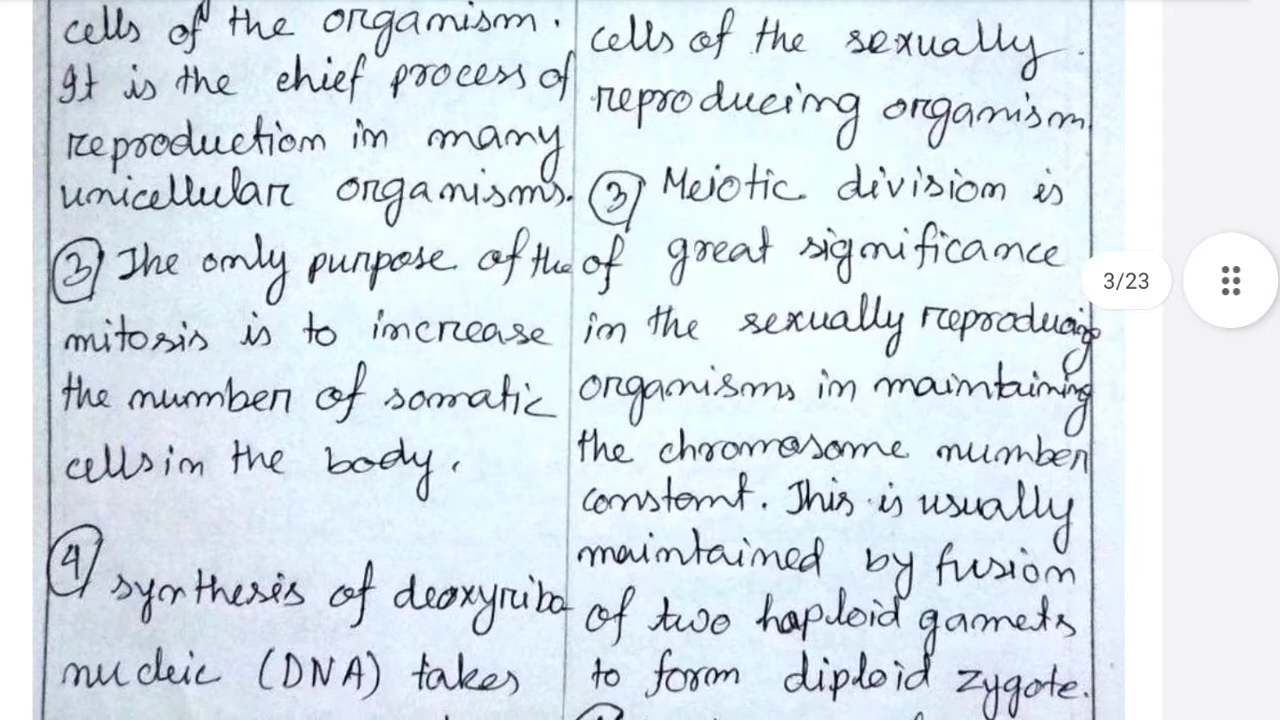 cells of the organism.
It is the chief process of
reproduction in many
unicellular organisms.
③ The only purpose of the
mitosis is to increase
the number of somatic
cells in the body.
④ synthesis of deoxyribo
nucleic (DNA) takes
cells of the sexually
reproducing organism
③ Meiotic division is
of great significance
in the sexually reproducing
organisms in maintaining
the chromosome number
constant. This is usually
maintained by fusion
of two haploid gamets
to form diploid zygote.
3/23